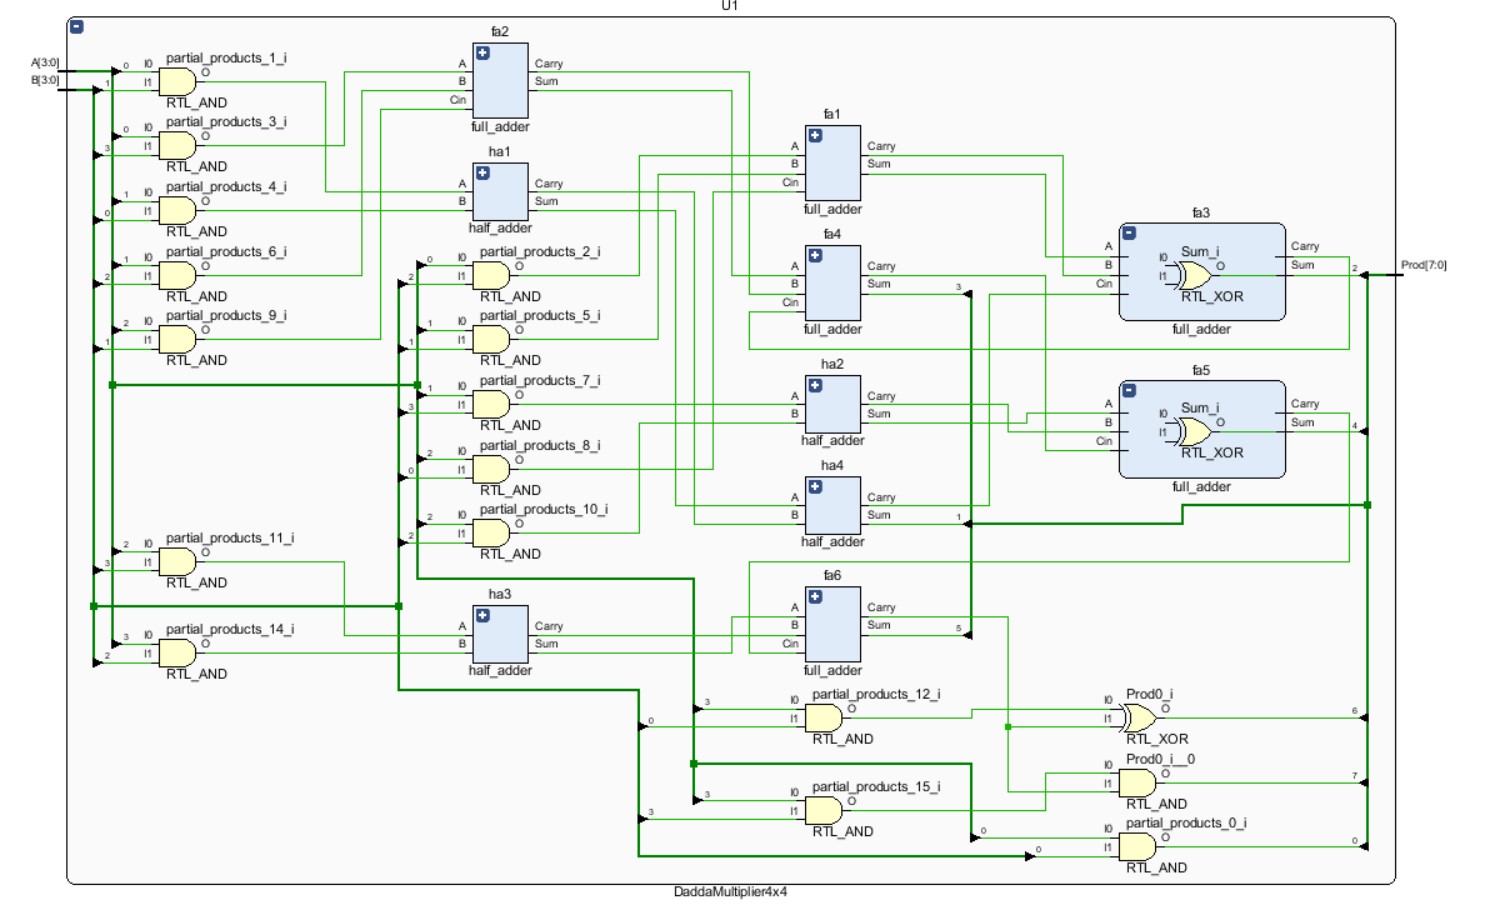 U1
A[3:0]
B[3:0]
partial_products_1_i
0 I0 O
1 I1
RTL_AND
partial_products_3_i
0 I0 O
3 I1
RTL_AND
partial_products_4_i
1 I0 O
0 I1
RTL_AND
partial_products_6_i
1 I0 O
2 I1
RTL_AND
partial_products_9_i
2 I0 O
1 I1
RTL_AND
partial_products_11_i
2 I0 O
3 I1
RTL_AND
partial_products_14_i
3 I0 O
2 I1
RTL_AND
fa2
A Carry
B Sum
Cin
full_adder
ha1
A Carry
B Sum
half_adder
partial_products_2_i
0 I0 O
2 I1
RTL_AND
partial_products_5_i
1 I0 O
1 I1
RTL_AND
partial_products_7_i
1 I0 O
3 I1
RTL_AND
partial_products_8_i
2 I0 O
0 I1
RTL_AND
partial_products_10_i
2 I0 O
2 I1
RTL_AND
ha3
A Carry
B Sum
half_adder
fa1
A Carry
B Sum
Cin
full_adder
fa4
A Carry
B Sum 3
Cin
full_adder
ha2
A Carry
B Sum
half_adder
ha4
A Carry
B Sum 1
half_adder
fa6
A Carry
B Sum 5
Cin
full_adder
partial_products_12_i
3 I0 O
0 I1
RTL_AND
partial_products_15_i
3 I0 O
3 I1
RTL_AND
fa3
A Sum_i Carry
B I0 O Sum 2
Cin I1
RTL_XOR
full_adder
Prod[7:0]
fa5
A Sum_i Carry
B I0 O Sum 4
Cin I1
RTL_XOR
full_adder
Prod0_i
I0 O 6
I1
RTL_XOR
Prod0_i__0
I0 O 7
I1
RTL_AND
partial_products_0_i
0 I0 O 0
0 I1
RTL_AND
DaddaMultiplier4x4